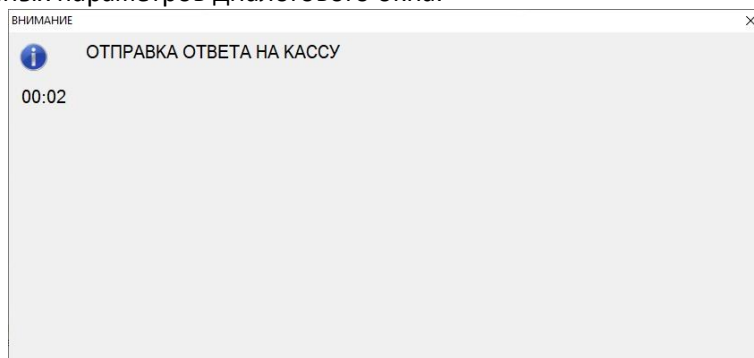 параметров диалогового окна.
ВНИМАНИЕ
ОТПРАВКА ОТВЕТА НА КАССУ
00:02